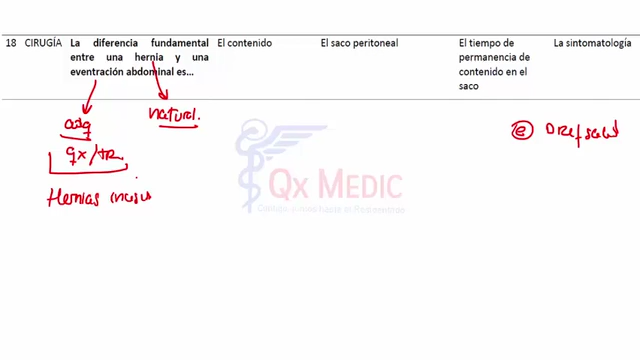 18 CIRUGÍA La diferencia fundamental entre una hernia y una eventración abdominal es... El contenido El saco peritoneal El tiempo de permanencia de contenido en el saco La sintomatología
natural.
adq
qx/
Hernias
e
Qx MEDIC